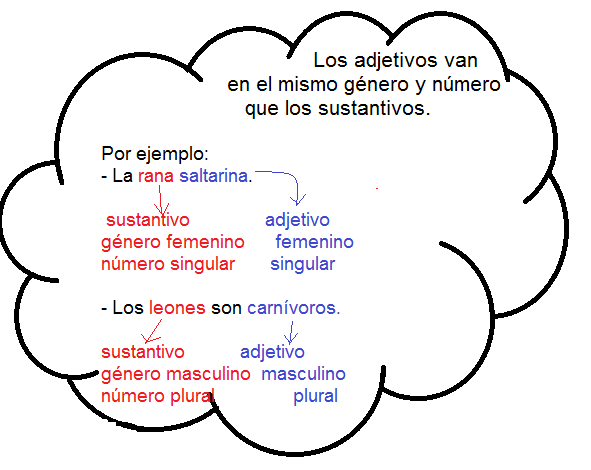 Los adjetivos van
en el mismo género y número
que los sustantivos.
Por ejemplo:
- La rana saltarina.
sustantivo adjetivo
género femenino femenino
número singular singular
- Los leones son carnívoros.
sustantivo adjetivo
género masculino masculino
número plural plural